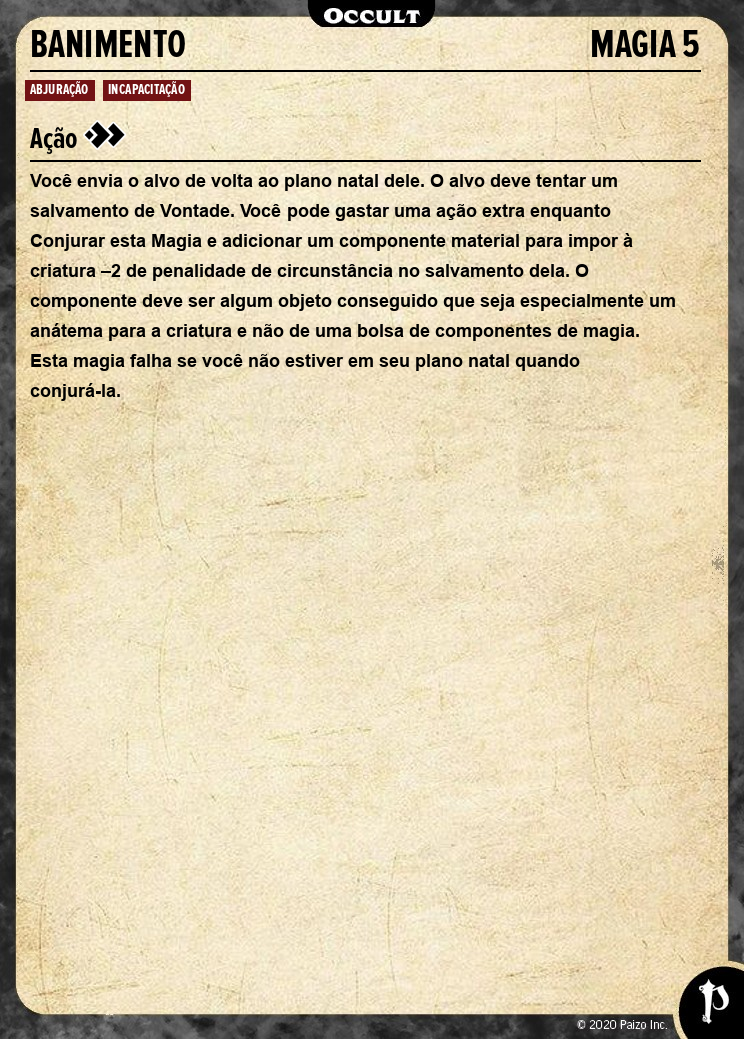 OCCULT
BANIMENTO MAGIA 5
ABJURAÇÃO INCAPACITAÇÃO
Ação
Você envia o alvo de volta ao plano natal dele. O alvo deve tentar um
salvamento de Vontade. Você pode gastar uma ação extra enquanto
Conjurar esta Magia e adicionar um componente material para impor à
criatura –2 de penalidade de circunstância no salvamento dela. O
componente deve ser algum objeto conseguido que seja especialmente um
anátema para a criatura e não de uma bolsa de componentes de magia.
Esta magia falha se você não estiver em seu plano natal quando
conjurá-la.
© 2020 Paizo Inc.
P